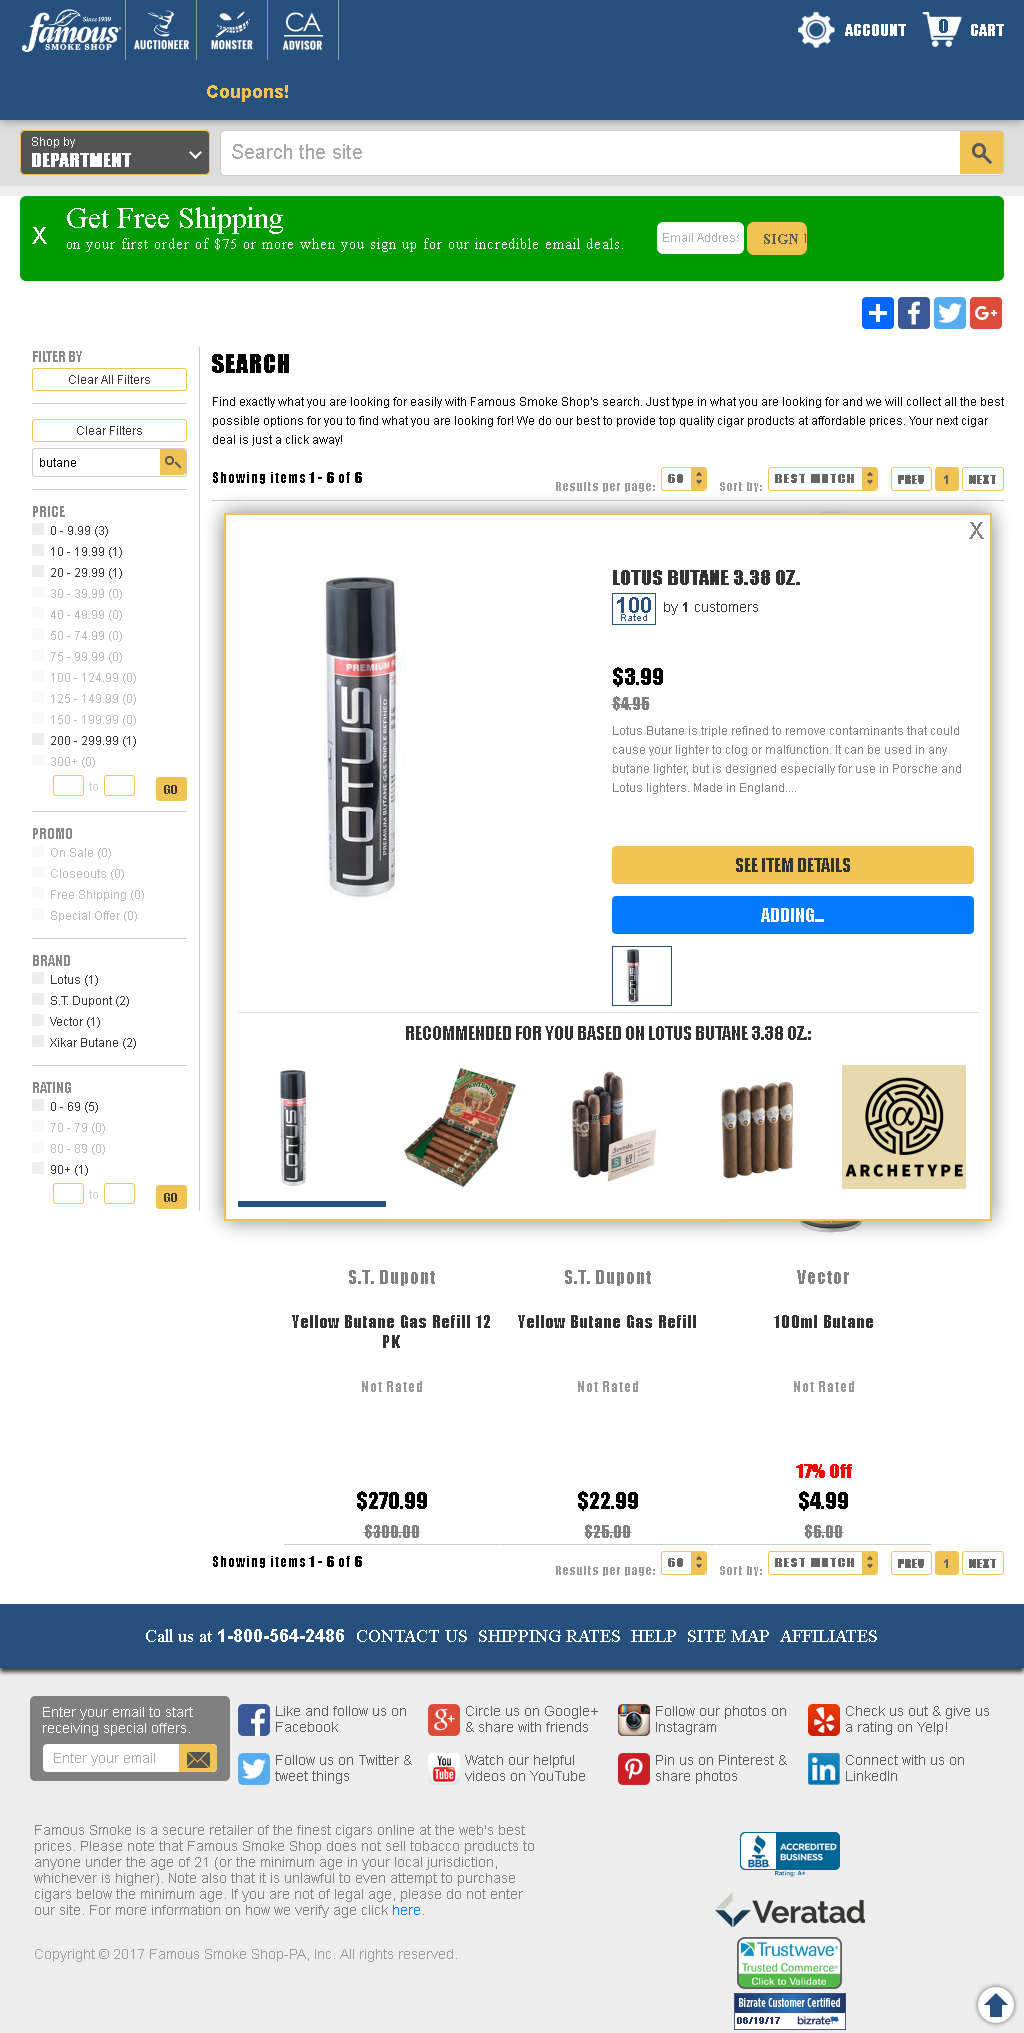 famous
Since 1939
SMOKE SHOP
AUCTIONEER
MONSTER
CA
ADVISOR
ACCOUNT
0
CART
Coupons!
Shop by
DEPARTMENT
Search the site
X
Get Free Shipping
on your first order of $75 or more when you sign up for our incredible email deals.
Email Address
SIGN
FILTER BY
Clear All Filters
Clear Filters
butane
PRICE
0 - 9.99 (3)
10 - 19.99 (1)
20 - 29.99 (1)
30 - 39.99 (0)
40 - 49.99 (0)
50 - 74.99 (0)
75 - 99.99 (0)
100 - 124.99 (0)
125 - 149.99 (0)
150 - 199.99 (0)
200 - 299.99 (1)
300+ (0)
to
GO
PROMO
On Sale (0)
Closeouts (0)
Free Shipping (0)
Special Offer (0)
BRAND
Lotus (1)
S.T. Dupont (2)
Vector (1)
Xikar Butane (2)
RATING
0 - 69 (5)
70 - 79 (0)
80 - 89 (0)
90+ (1)
to
GO
SEARCH
Find exactly what you are looking for easily with Famous Smoke Shop's search. Just type in what you are looking for and we will collect all the best
possible options for you to find what you are looking for! We do our best to provide top quality cigar products at affordable prices. Your next cigar
deal is just a click away!
Showing items 1 - 6 of 6
Results per page:
60
Sort by:
BEST MATCH
PREV
1
NEXT
X
LOTUS
PREMIUM BUTANE GAS TRIPLE REFINED
LOTUS BUTANE 3.38 OZ.
100
Rated
by 1 customers
$3.99
$4.95
Lotus Butane is triple refined to remove contaminants that could
cause your lighter to clog or malfunction. It can be used in any
butane lighter, but is designed especially for use in Porsche and
Lotus lighters. Made in England....
SEE ITEM DETAILS
ADDING...
LOTUS
RECOMMENDED FOR YOU BASED ON LOTUS BUTANE 3.38 OZ.:
LOTUS
69
ARCHETYPE
S.T. Dupont
S.T. Dupont
Vector
Yellow Butane Gas Refill 12
PK
Yellow Butane Gas Refill
100ml Butane
Not Rated
Not Rated
Not Rated
17% Off
$270.99
$22.99
$4.99
$300.00
$25.00
$6.00
Showing items 1 - 6 of 6
Results per page:
60
Sort by:
BEST MATCH
PREV
1
NEXT
Call us at 1-800-564-2486 CONTACT US SHIPPING RATES HELP SITE MAP AFFILIATES
Enter your email to start
receiving special offers.
Enter your email
Like and follow us on
Facebook
Circle us on Google+
& share with friends
Follow our photos on
Instagram
Check us out & give us
a rating on Yelp!
Follow us on Twitter &
tweet things
You
Tube
Watch our helpful
videos on YouTube
Pin us on Pinterest &
share photos
in
Connect with us on
LinkedIn
Famous Smoke is a secure retailer of the finest cigars online at the web's best
prices. Please note that Famous Smoke Shop does not sell tobacco products to
anyone under the age of 21 (or the minimum age in your local jurisdiction,
whichever is higher). Note also that it is unlawful to even attempt to purchase
cigars below the minimum age. If you are not of legal age, please do not enter
our site. For more information on how we verify age click here.
Copyright © 2017 Famous Smoke Shop-PA, Inc. All rights reserved.
BBB
ACCREDITED
BUSINESS
Rating: A+
Veratad
Trustwave®
Trusted Commerce®
Click to Validate
Bizrate Customer Certified
06/19/17
bizrate